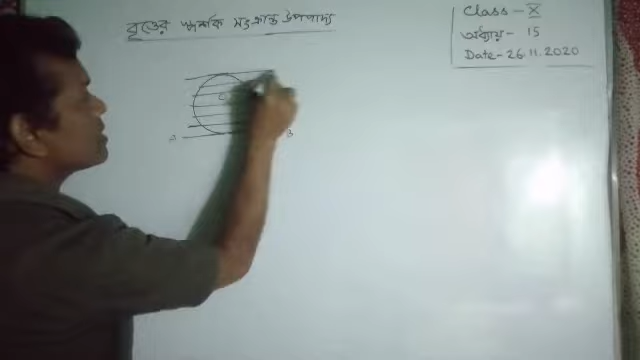 বৃত্তের স্পর্শক সংক্রান্ত উপপাদ্য
Class - X
অধ্যায় - 15
Date - 26.11.2020
A
B